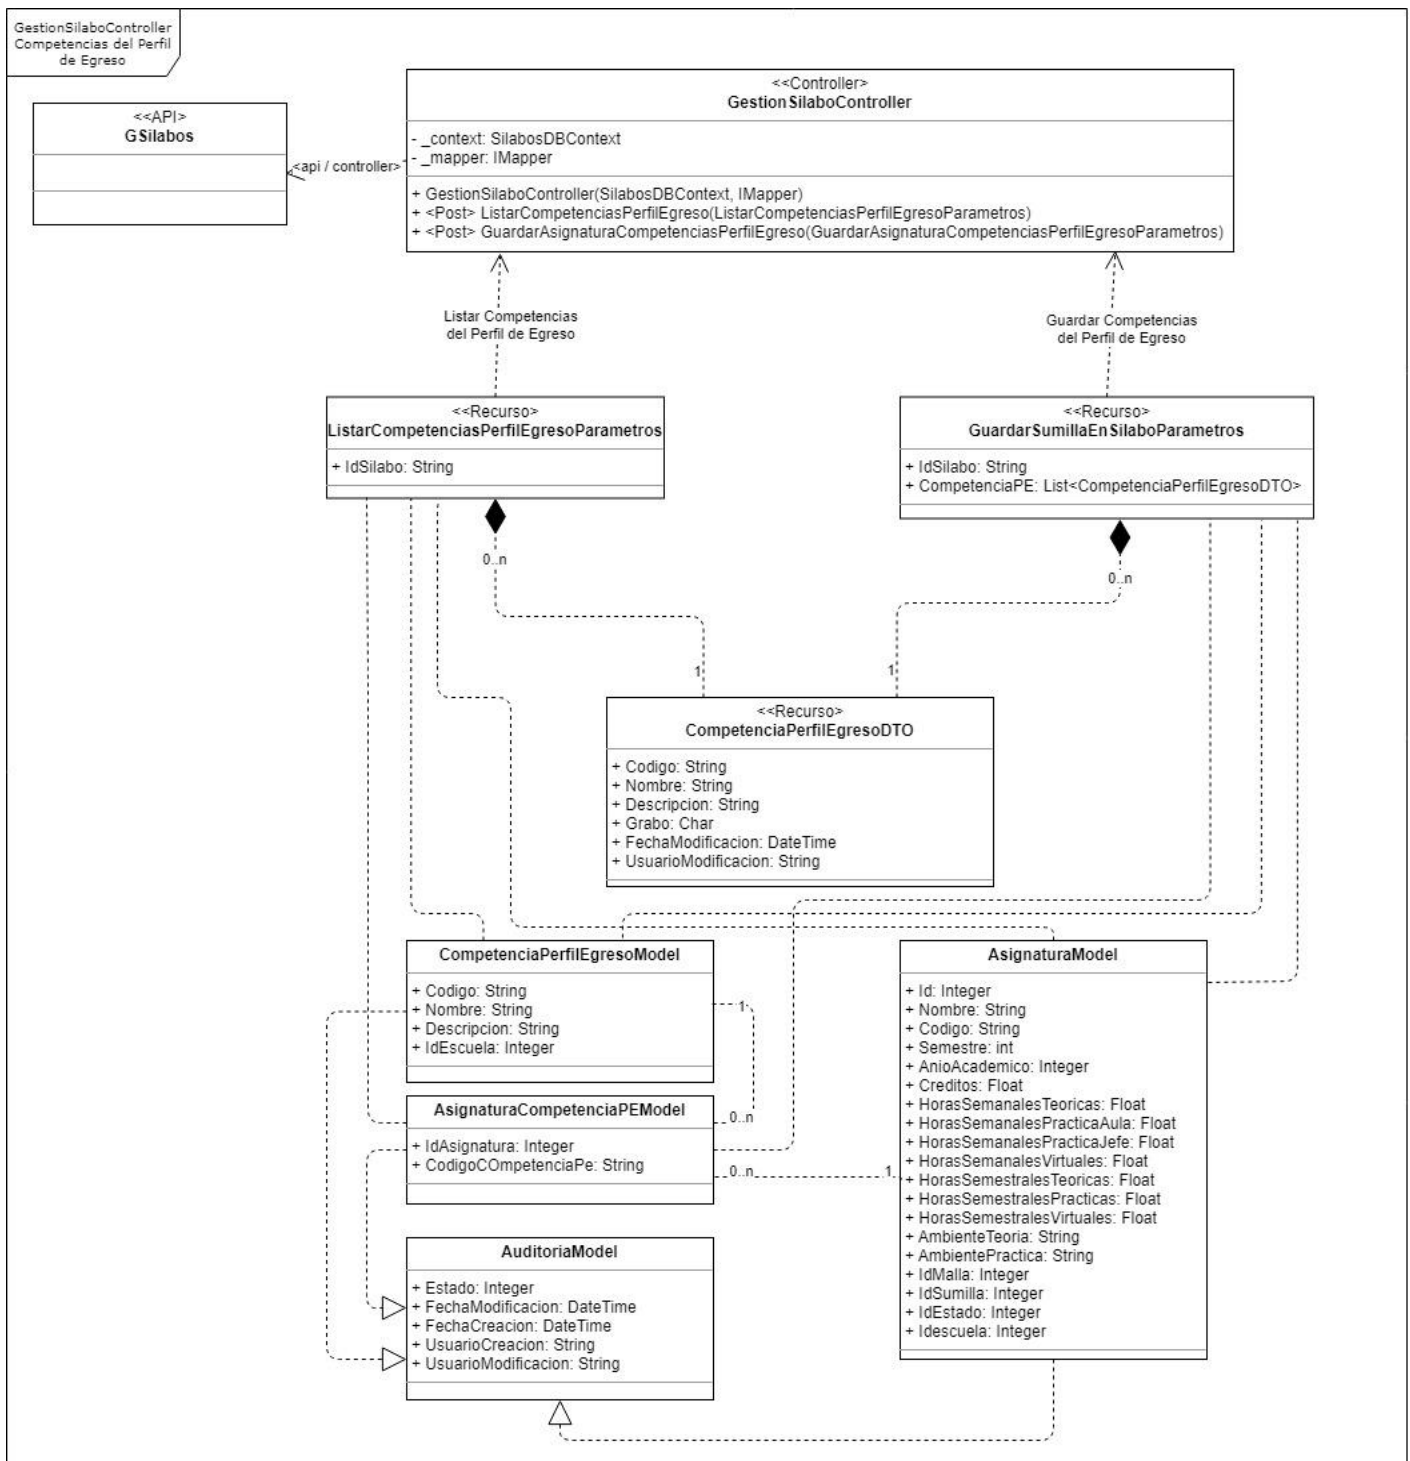 GestionSilaboController
Competencias del Perfil
de Egreso
<<API>
GSilabos
<api / controller>
<<Controller>
GestionSilaboController
- _context: SilabosDBContext
- _mapper: IMapper
+ GestionSilaboController(SilabosDBContext, IMapper)
+ <Post> ListarCompetenciasPerfilEgreso(ListarCompetenciasPerfilEgresoParametros)
+ <Post> GuardarAsignaturaCompetenciasPerfilEgreso(GuardarAsignaturaCompetenciasPerfilEgresoParametros)
Listar Competencias
del Perfil de Egreso
Guardar Competencias
del Perfil de Egreso
<<Recurso>
ListarCompetenciasPerfilEgresoParametros
+ IdSilabo: String
<<Recurso>
GuardarSumillaEnSilaboParametros
+ IdSilabo: String
+ CompetenciaPE: List<CompetenciaPerfilEgresoDTO>
0..n
0..n
1
1
<<Recurso>
CompetenciaPerfilEgresoDTO
+ Codigo: String
+ Nombre: String
+ Descripcion: String
+ Grabo: Char
+ FechaModificacion: DateTime
+ UsuarioModificacion: String
CompetenciaPerfilEgresoModel
+ Codigo: String
+ Nombre: String
+ Descripcion: String
+ IdEscuela: Integer
1
0..n
AsignaturaCompetenciaPEModel
+ IdAsignatura: Integer
+ CodigoCOmpetenciaPe: String
0..n
1
AuditoriaModel
+ Estado: Integer
+ FechaModificacion: DateTime
+ FechaCreacion: DateTime
+ UsuarioCreacion: String
+ UsuarioModificacion: String
AsignaturaModel
+ Id: Integer
+ Nombre: String
+ Codigo: String
+ Semestre: int
+ AnioAcademico: Integer
+ Creditos: Float
+ HorasSemanalesTeoricas: Float
+ HorasSemanalesPracticaAula: Float
+ HorasSemanalesPracticaJefe: Float
+ HorasSemanalesVirtuales: Float
+ HorasSemestralesTeoricas: Float
+ HorasSemestralesPracticas: Float
+ HorasSemestralesVirtuales: Float
+ AmbienteTeoria: String
+ AmbientePractica: String
+ IdMalla: Integer
+ IdSumilla: Integer
+ IdEstado: Integer
+ Idescuela: Integer